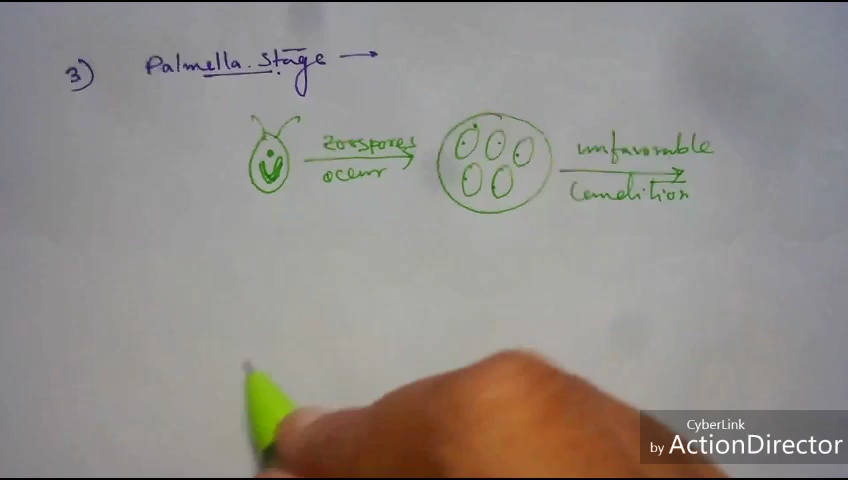 3) Palmella. Stage →
zoospores
occur
unfavorable
Condition
CyberLink
by ActionDirector